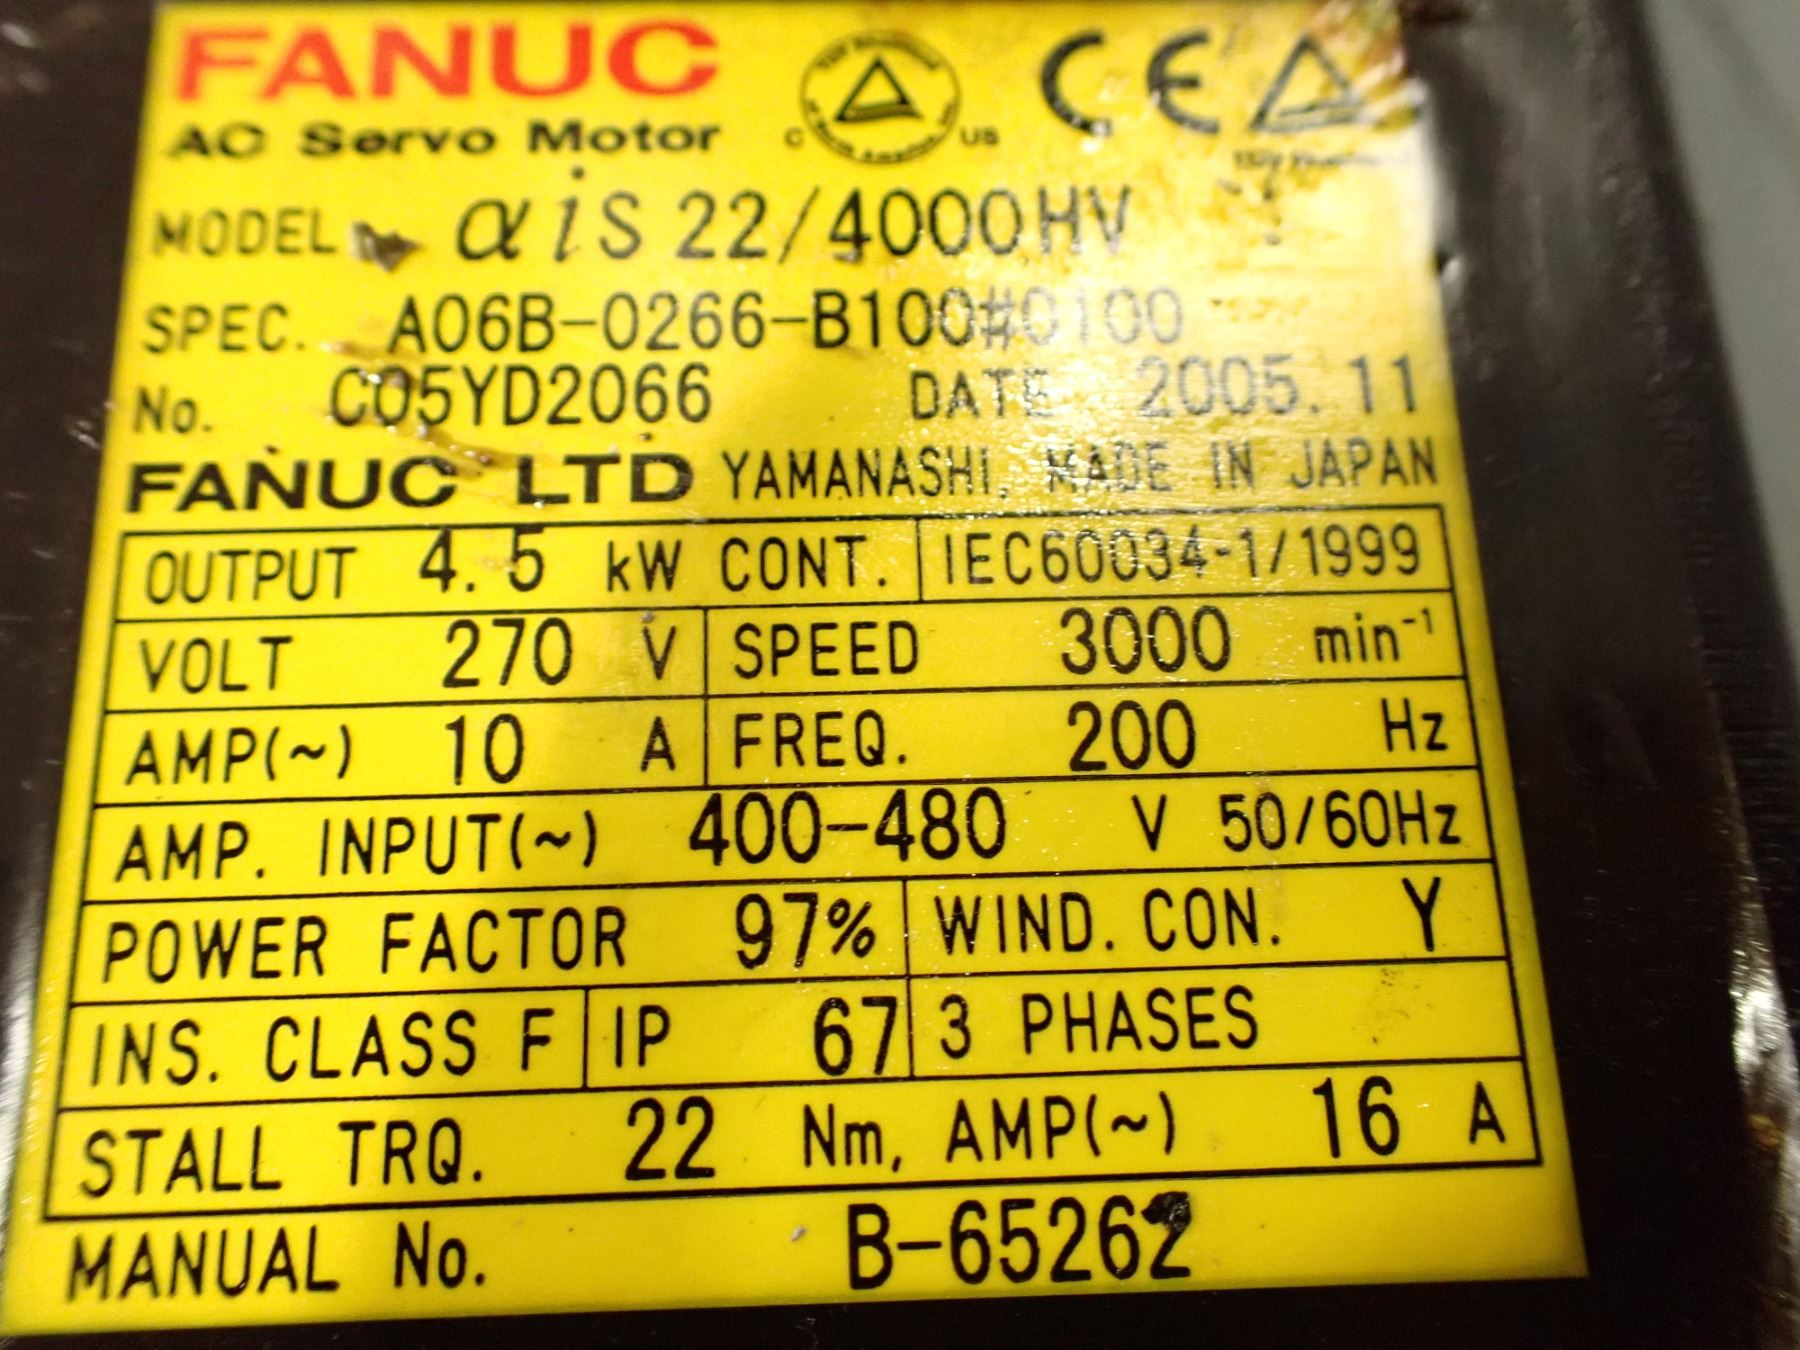 FANUC
C US CE
AC Servo Motor
MODEL αiS 22/4000HV
SPEC. A06B-0266-B100#0100
No. C05YD2066 DATE 2005.11
FANUC LTD YAMANASHI, MADE IN JAPAN
OUTPUT 4.5 kW CONT. IEC60034-1/1999
VOLT 270 V SPEED 3000 min⁻¹
AMP(~) 10 A FREQ. 200 Hz
AMP. INPUT(~) 400-480 V 50/60Hz
POWER FACTOR 97% WIND. CON. Y
INS. CLASS F IP 67 3 PHASES
STALL TRQ. 22 Nm, AMP(~) 16 A
MANUAL No. B-65262